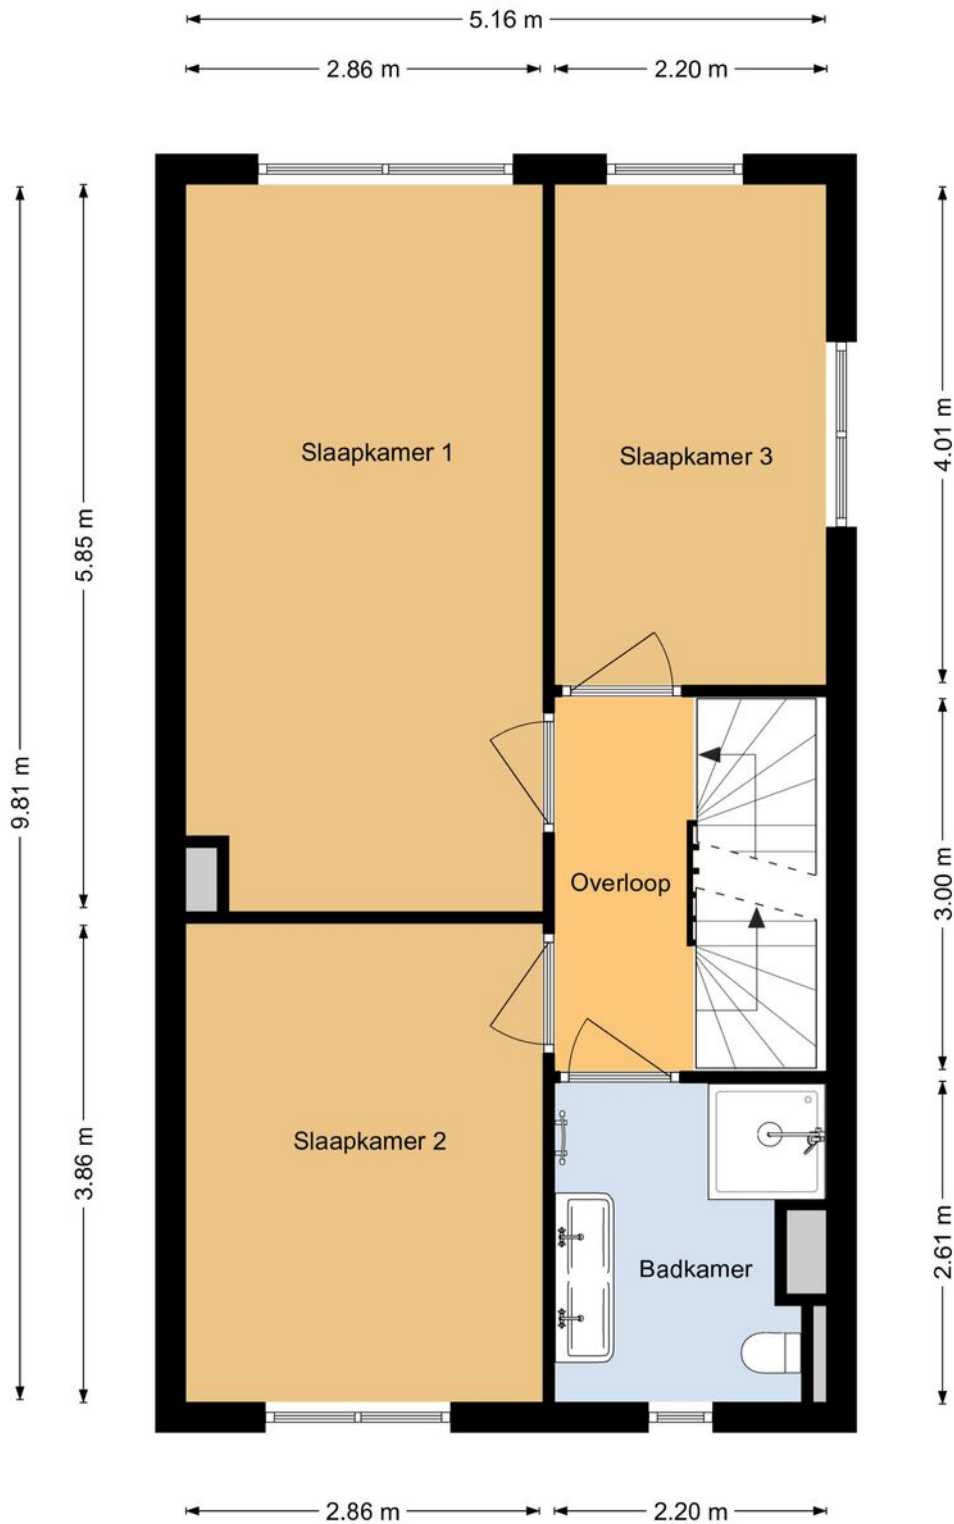 5.16 m
2.86 m
2.20 m
Slaapkamer 1
Slaapkamer 3
4.01 m
5.85 m
9.81 m
Overloop
3.00 m
Slaapkamer 2
3.86 m
Badkamer
2.61 m
2.86 m
2.20 m